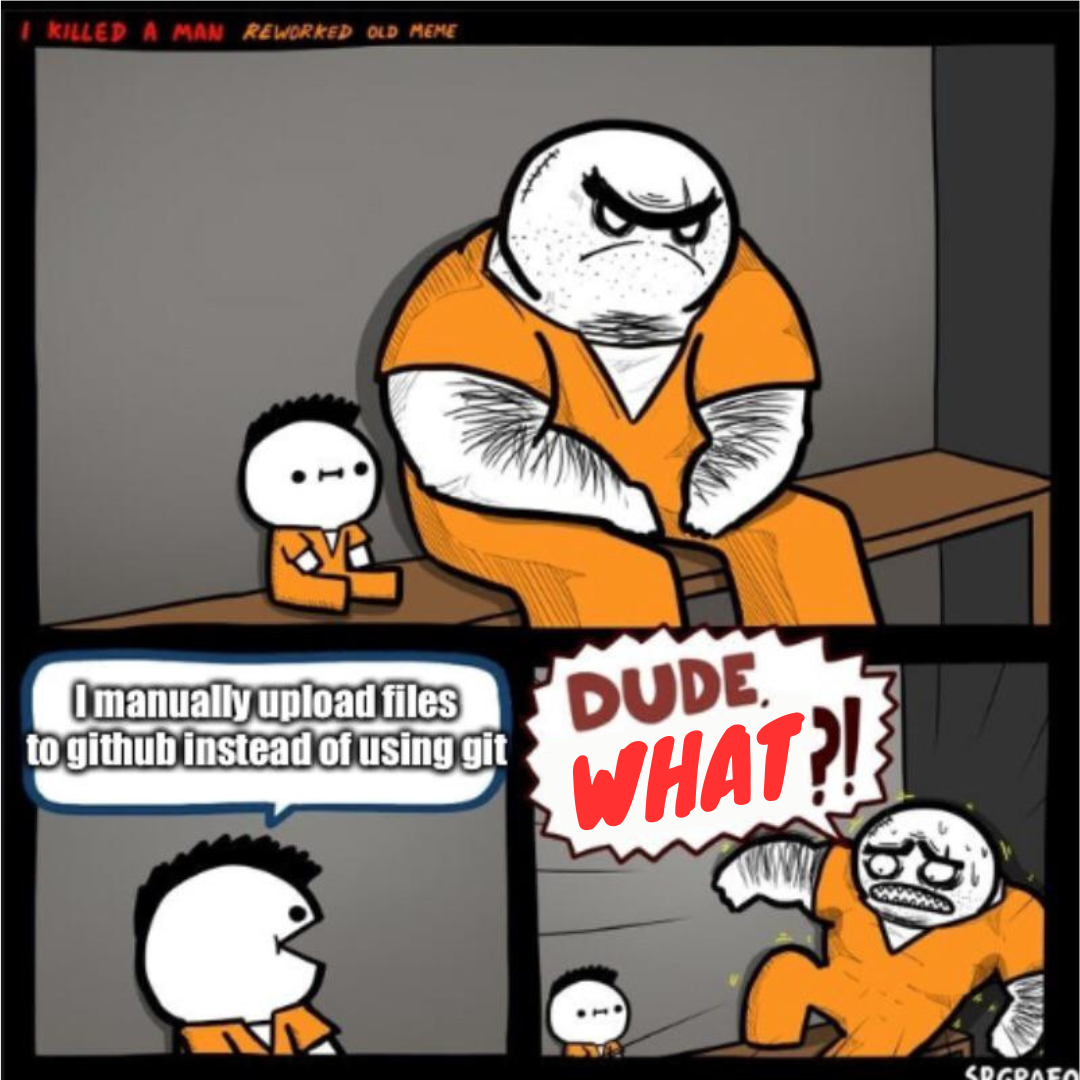 I KILLED A MAN REWORKED OLD MEME
I manually upload files
to github instead of using git
DUDE.
WHAT?!